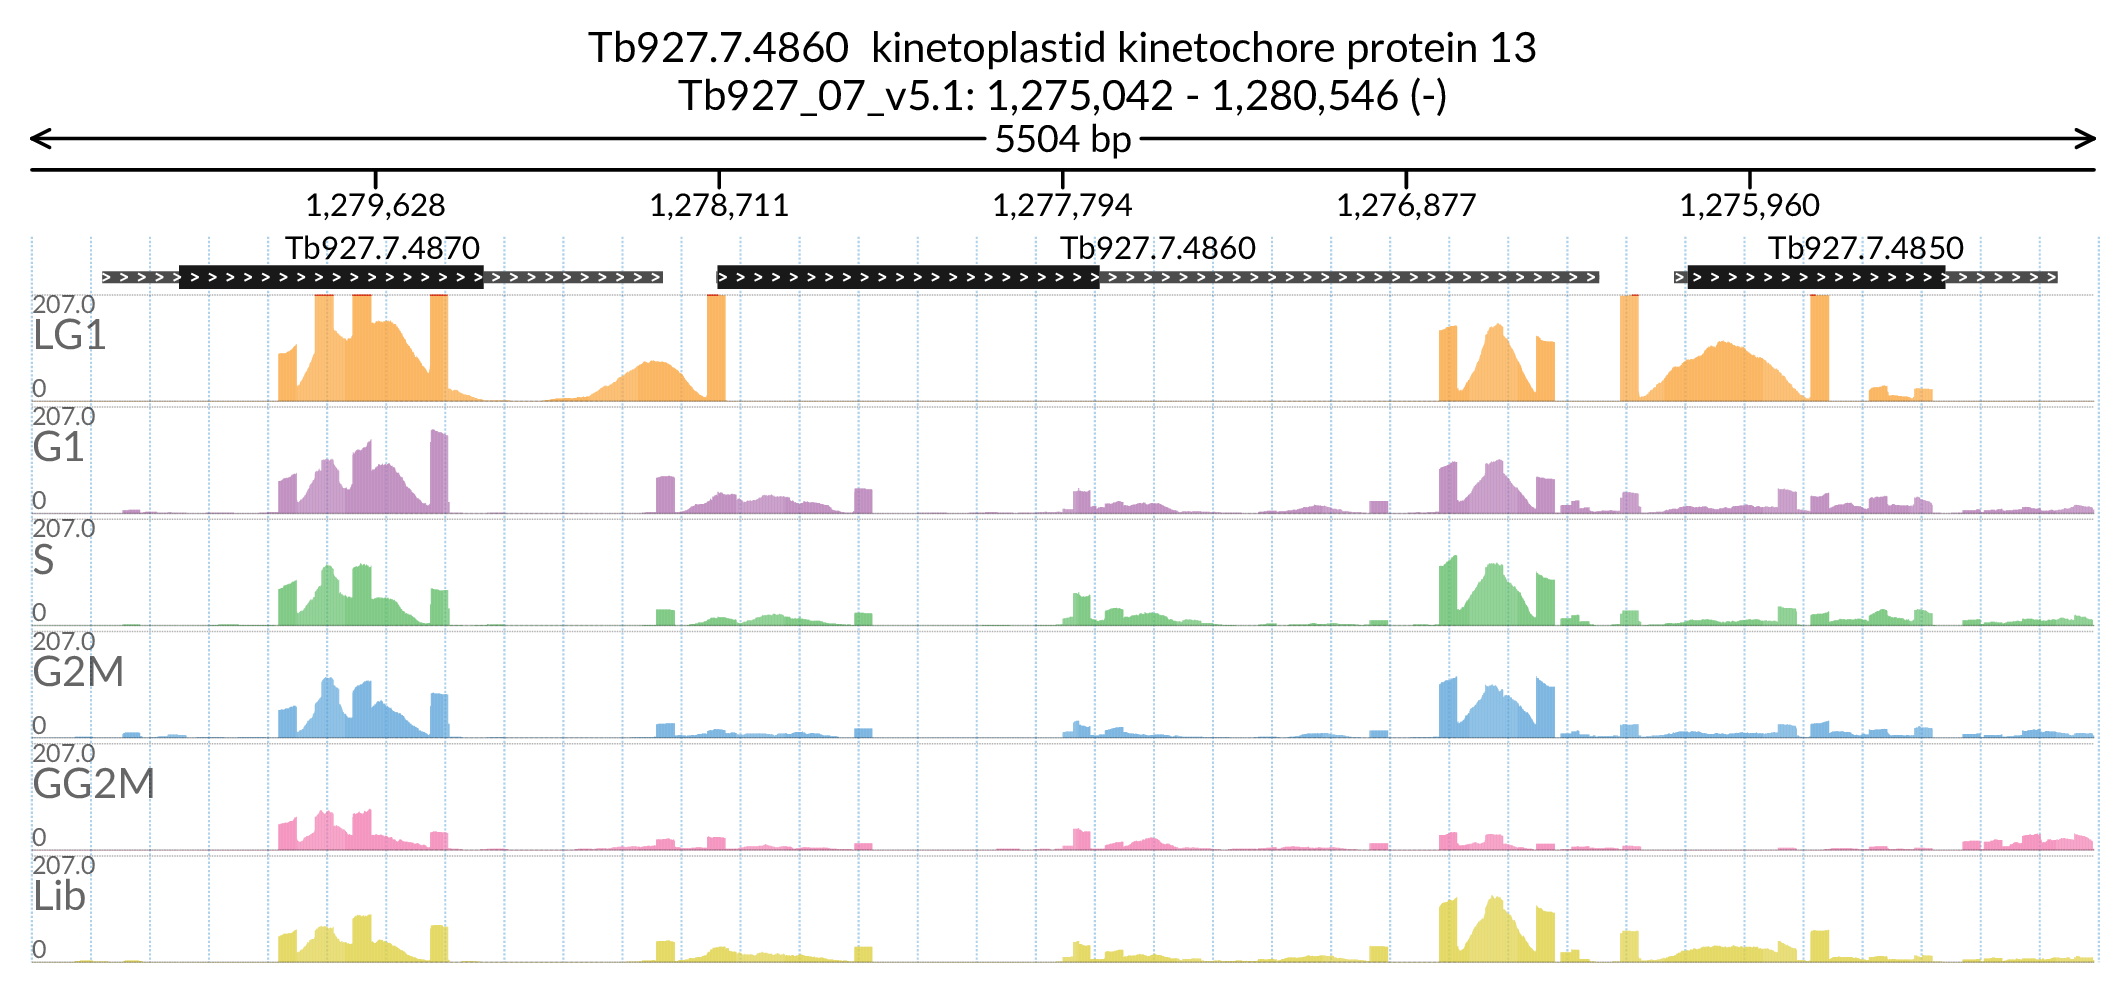 Tb927.7.4860  kinetoplastid kinetochore protein 13
Tb927_07_v5.1: 1,275,042 - 1,280,546 (-)
5504 bp
1,279,628 1,278,711 1,277,794 1,276,877 1,275,960
Tb927.7.4870 Tb927.7.4860 Tb927.7.4850
207.0
LG1
0
207.0
G1
0
207.0
S
0
207.0
G2M
0
207.0
GG2M
0
207.0
Lib
0